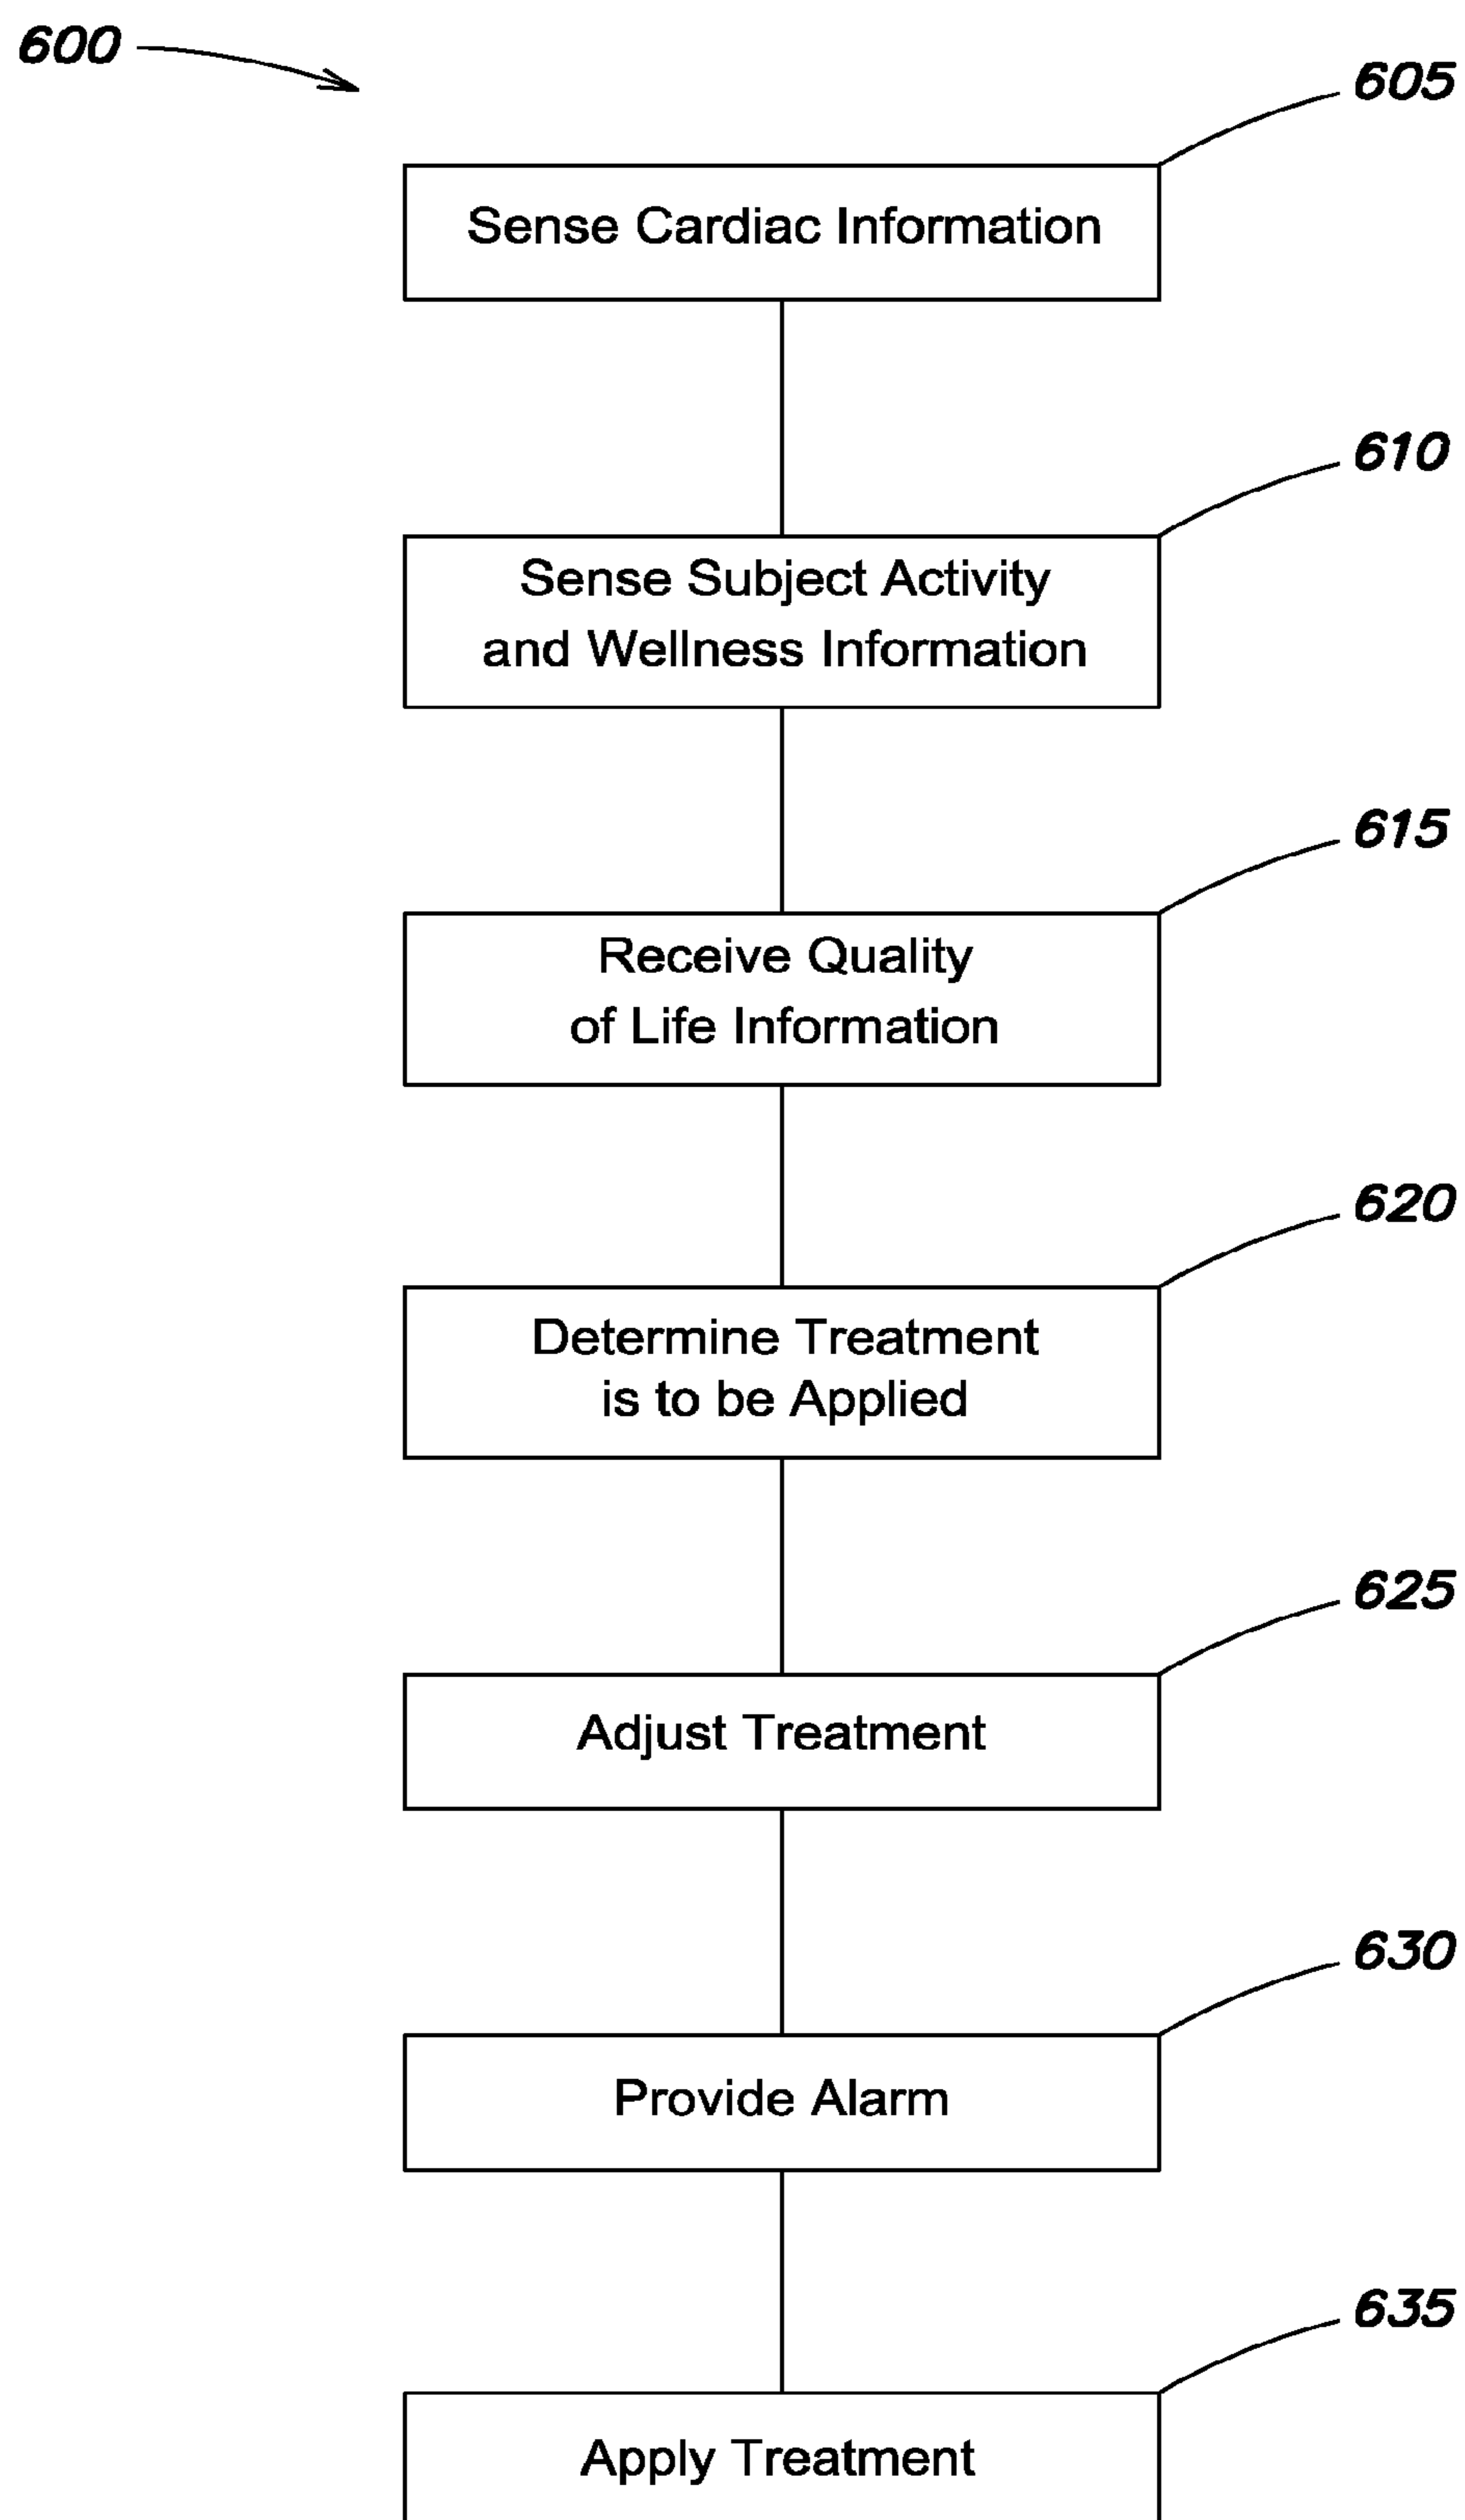 600
605
Sense Cardiac Information
610
Sense Subject Activity
and Wellness Information
615
Receive Quality
of Life Information
620
Determine Treatment
is to be Applied
625
Adjust Treatment
630
Provide Alarm
635
Apply Treatment